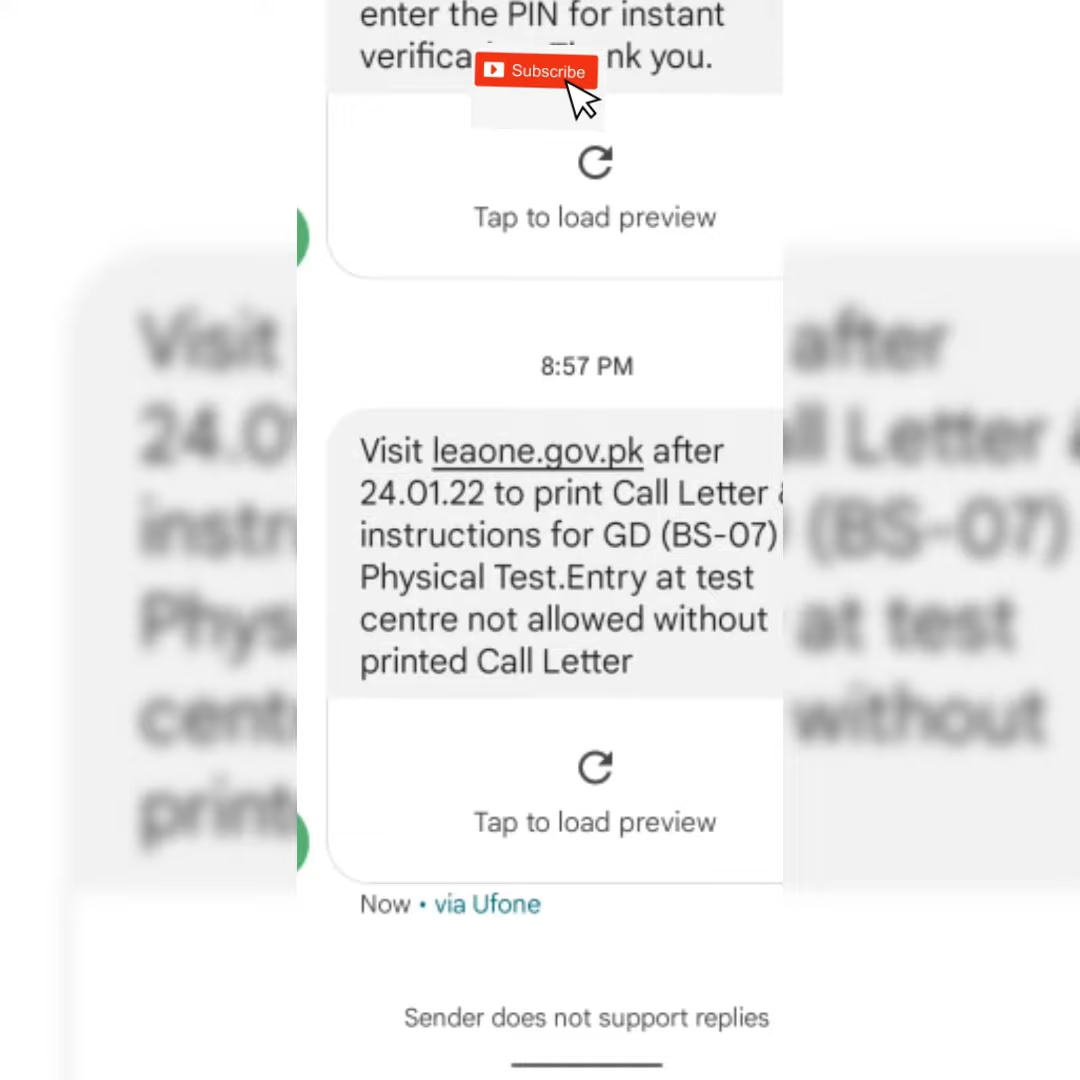 enter the PIN for instant
nk you.
Subscribe
Tap to load preview
8:57 PM
Visit leaone.gov.pk after
24.01.22 to print Call Letter &
instructions for GD (BS-07)
Physical Test.Entry at test
centre not allowed without
printed Call Letter
Tap to load preview
Now • via Ufone
Sender does not support replies